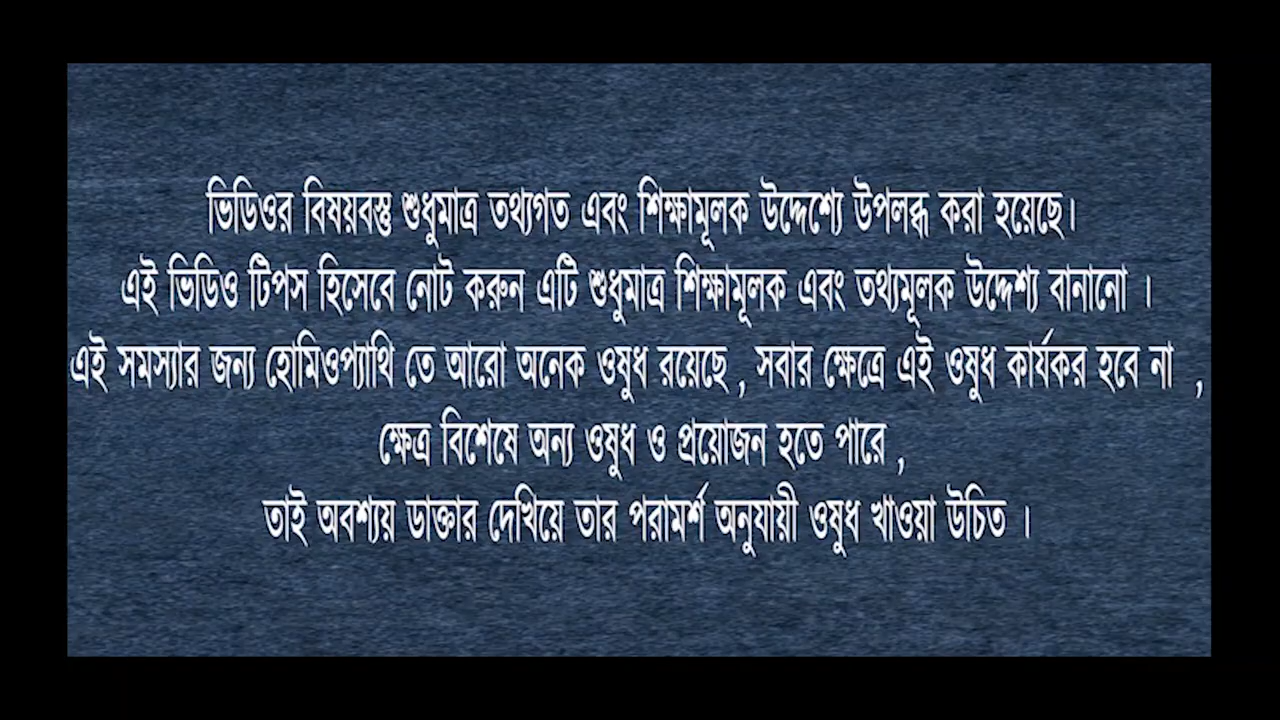 ভিডিওর বিষয়বস্তু শুধুমাত্র তথ্যগত এবং শিক্ষামূলক উদ্দেশ্যে উপলব্ধ করা হয়েছে।
এই ভিডিও টিপস হিসেবে নোট করুন এটি শুধুমাত্র শিক্ষামূলক এবং তথ্যমূলক উদ্দেশ্য বানানো ।
এই সমস্যার জন্য হোমিওপ্যাথি তে আরো অনেক ওষুধ রয়েছে , সবার ক্ষেত্রে এই ওষুধ কার্যকর হবে না ,
ক্ষেত্র বিশেষে অন্য ওষুধ ও প্রয়োজন হতে পারে ,
তাই অবশ্যয় ডাক্তার দেখিয়ে তার পরামর্শ অনুযায়ী ওষুধ খাওয়া উচিত ।